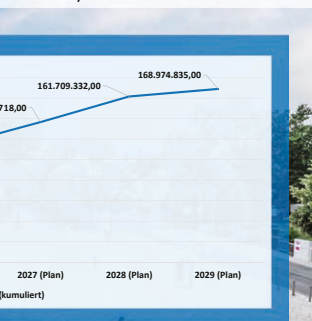 168.974.835,00
161.709.332,00
718,00
2027 (Plan) 2028 (Plan) 2029 (Plan)
(kumuliert)